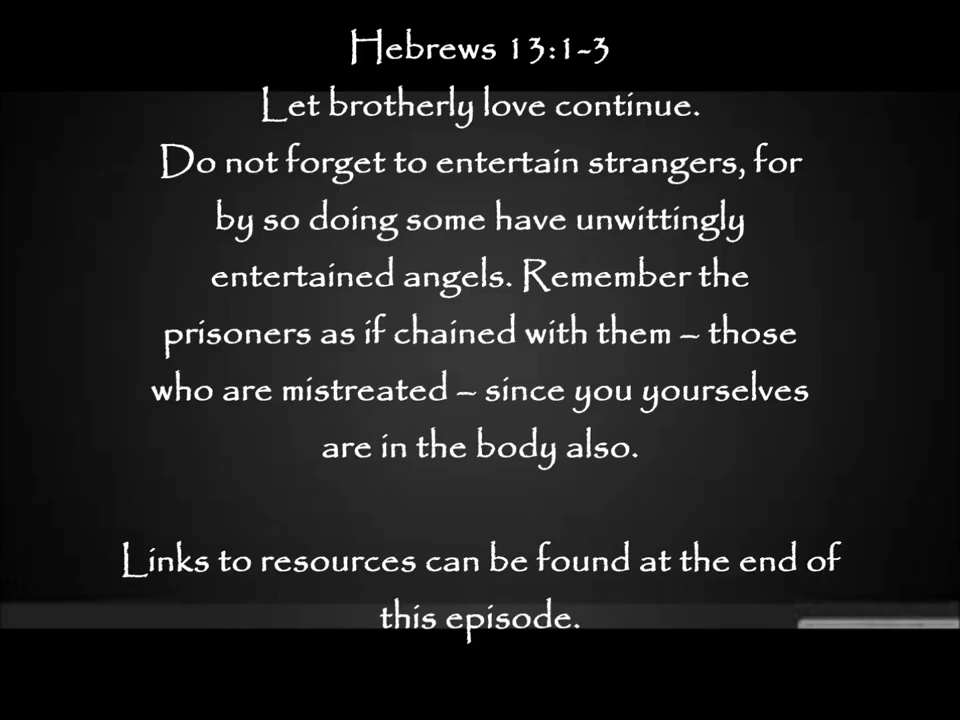 Hebrews 13:1-3
Let brotherly love continue.
Do not forget to entertain strangers, for
by so doing some have unwittingly
entertained angels. Remember the
prisoners as if chained with them – those
who are mistreated – since you yourselves
are in the body also.
Links to resources can be found at the end of
this episode.